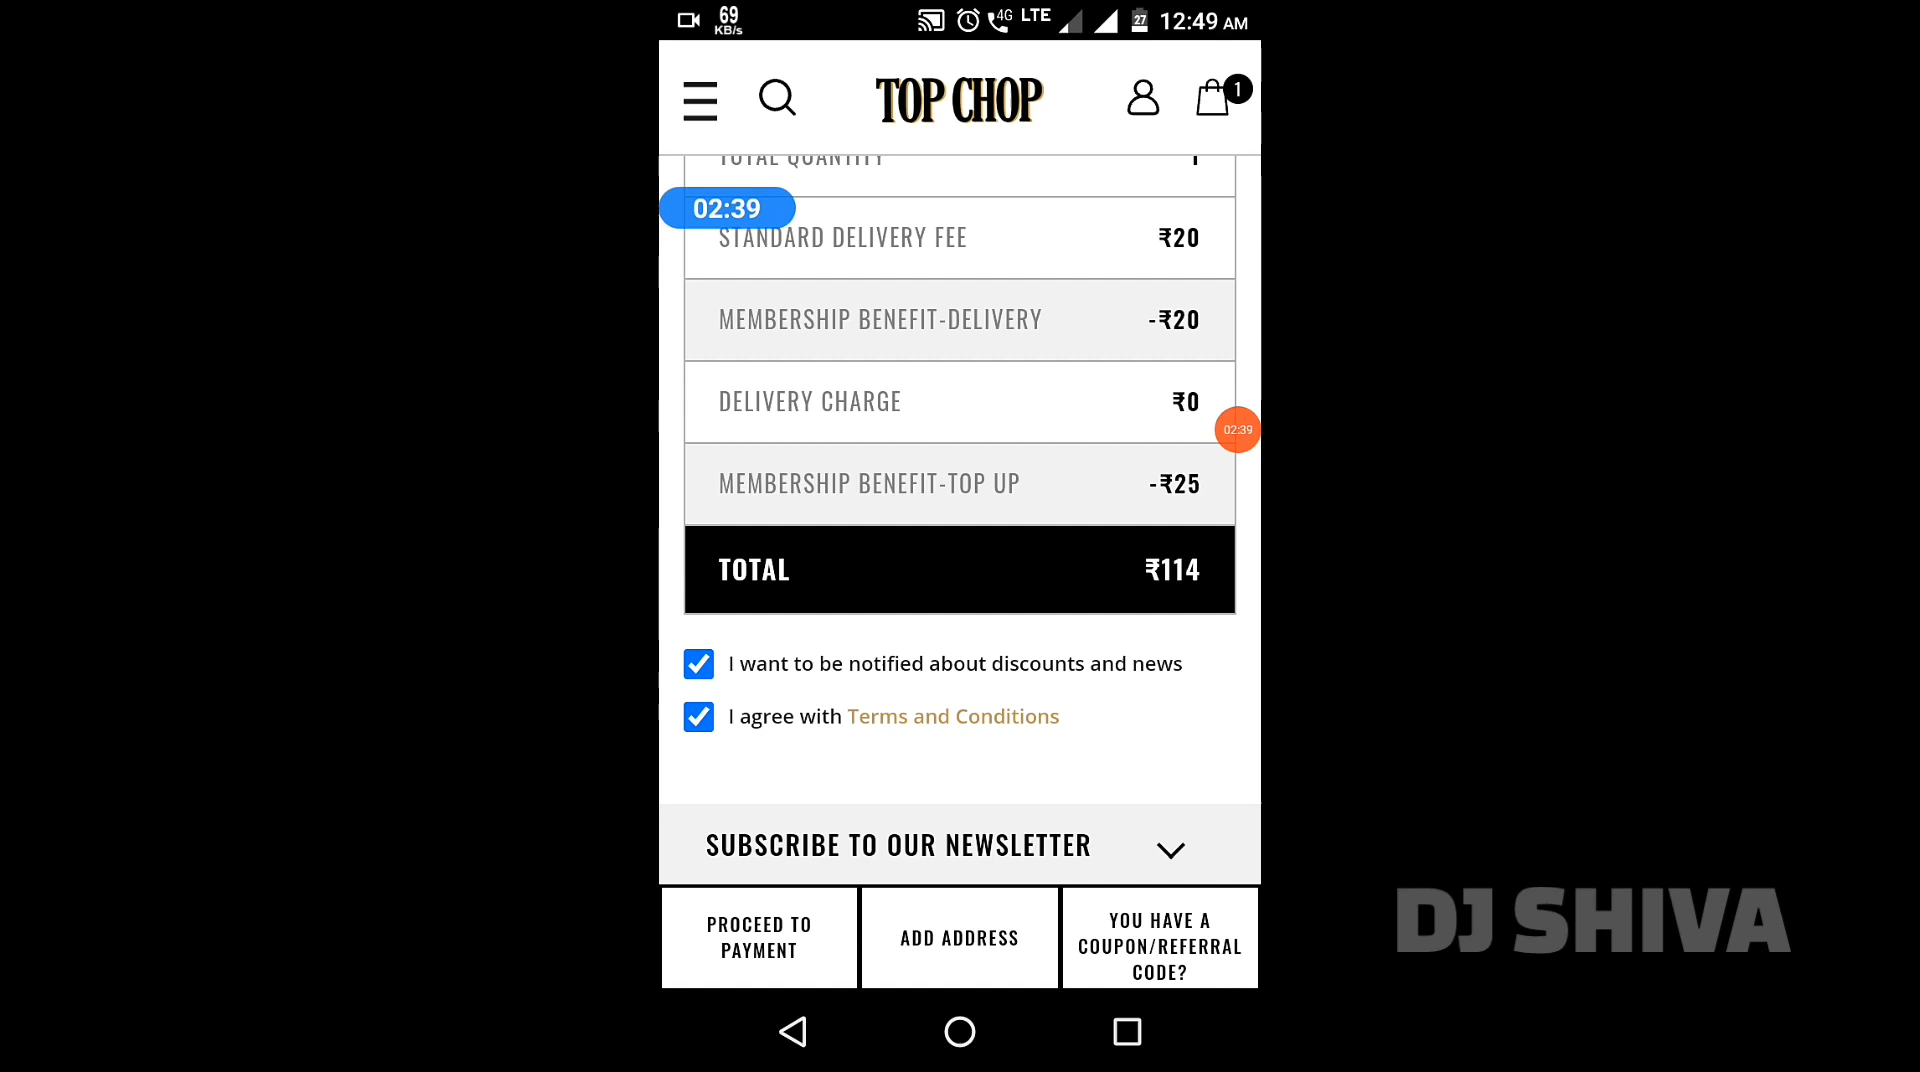 69
KB/s
4G LTE
27
12:49 AM
TOP CHOP
1
TOTAL QUANTITY 1
02:39
STANDARD DELIVERY FEE ₹20
MEMBERSHIP BENEFIT-DELIVERY -₹20
DELIVERY CHARGE ₹0
02:39
MEMBERSHIP BENEFIT-TOP UP -₹25
TOTAL ₹114
I want to be notified about discounts and news
I agree with Terms and Conditions
SUBSCRIBE TO OUR NEWSLETTER
PROCEED TO
PAYMENT
ADD ADDRESS
YOU HAVE A
COUPON/REFERRAL
CODE?
DJ SHIVA